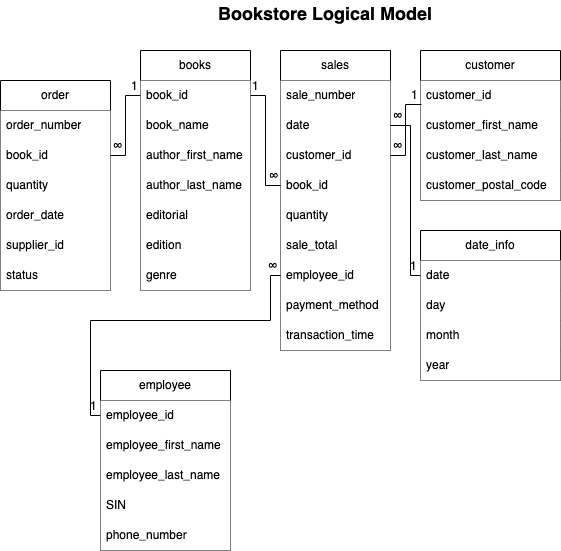 Bookstore Logical Model
order
order_number
book_id
quantity
order_date
supplier_id
status
1
∞
books
book_id
book_name
author_first_name
author_last_name
editorial
edition
genre
1
∞
sales
sale_number
date
customer_id
book_id
quantity
sale_total
employee_id
payment_method
transaction_time
1
∞
∞
1
∞
1
customer
customer_id
customer_first_name
customer_last_name
customer_postal_code
date_info
date
day
month
year
employee
employee_id
employee_first_name
employee_last_name
SIN
phone_number